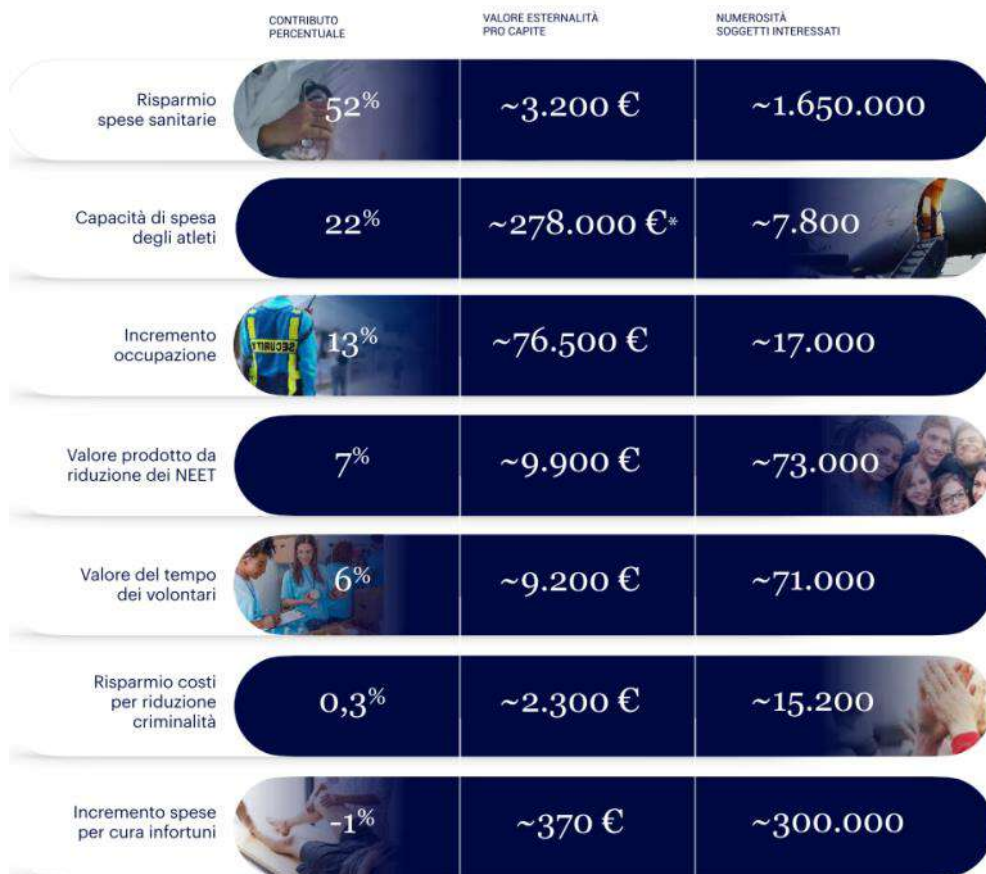 CONTRIBUTO
PERCENTUALE
VALORE ESTERNALITÀ
PRO CAPITE
NUMEROSITÀ
SOGGETTI INTERESSATI
Risparmio
spese sanitarie
52%
~3.200 €
~1.650.000
Capacità di spesa
degli atleti
22%
~278.000 €*
~7.800
Incremento
occupazione
SECURITY
13%
~76.500 €
~17.000
Valore prodotto da
riduzione dei NEET
7%
~9.900 €
~73.000
Valore del tempo
dei volontari
6%
~9.200 €
~71.000
Risparmio costi
per riduzione
criminalità
0,3%
~2.300 €
~15.200
Incremento spese
per cura infortuni
-1%
~370 €
~300.000